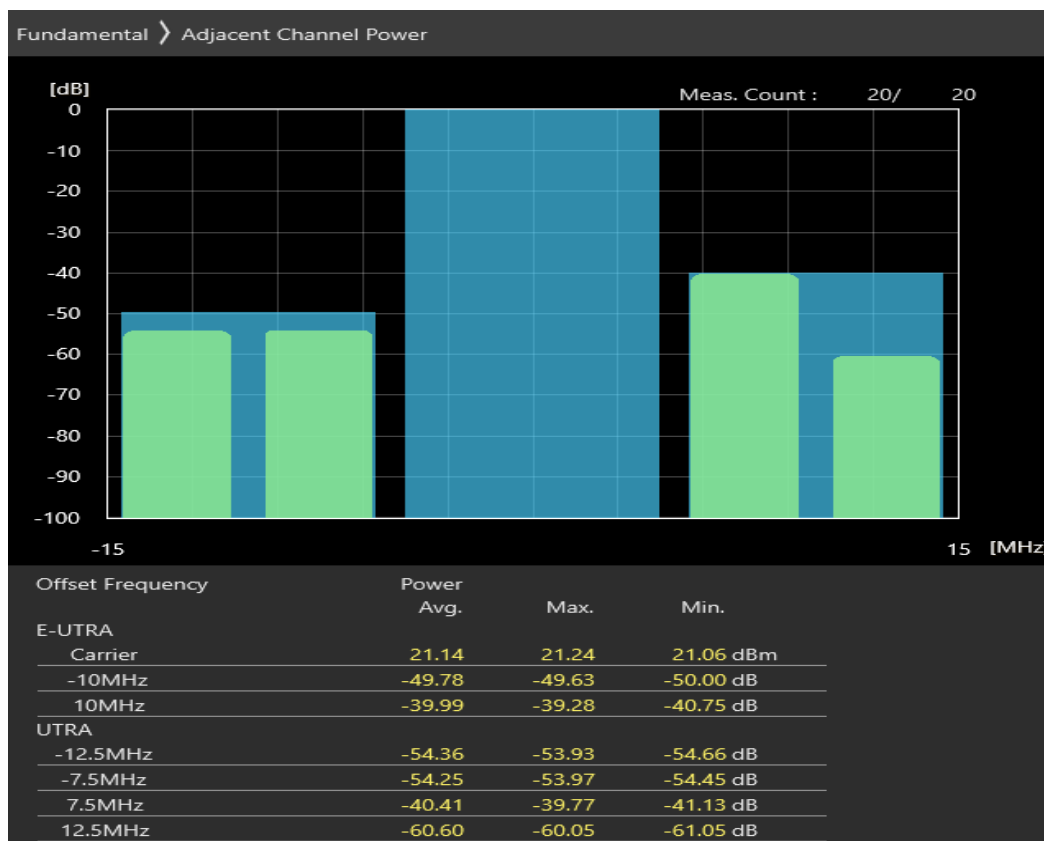 Fundamental 〉 Adjacent Channel Power
[dB]
Meas. Count : 20/ 20
0
-10
-20
-30
-40
-50
-60
-70
-80
-90
-100
-15 15 [MHz]
Offset Frequency Power
Avg. Max. Min.
E-UTRA
Carrier 21.14 21.24 21.06 dBm
-10MHz -49.78 -49.63 -50.00 dB
10MHz -39.99 -39.28 -40.75 dB
UTRA
-12.5MHz -54.36 -53.93 -54.66 dB
-7.5MHz -54.25 -53.97 -54.45 dB
7.5MHz -40.41 -39.77 -41.13 dB
12.5MHz -60.60 -60.05 -61.05 dB